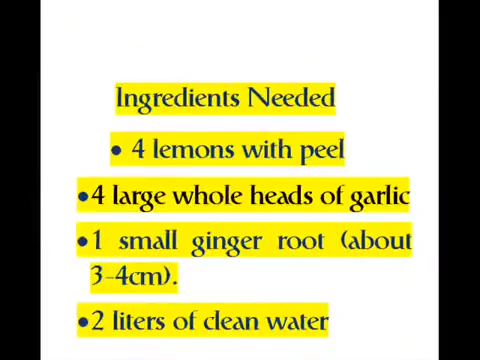 Ingredients Needed
• 4 lemons with peel
•4 large whole heads of garlic
•1 small ginger root (about
3-4cm).
•2 liters of clean water